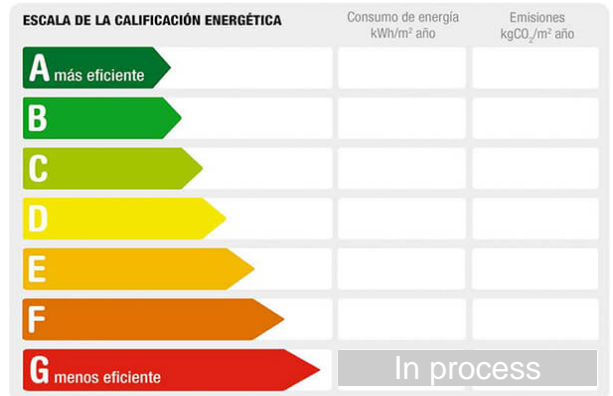 ESCALA DE LA CALIFICACIÓN ENERGÉTICA
Consumo de energía
kWh/m² año
Emisiones
kgCO₂/m² año
A más eficiente
B
C
D
E
F
G menos eficiente
In process